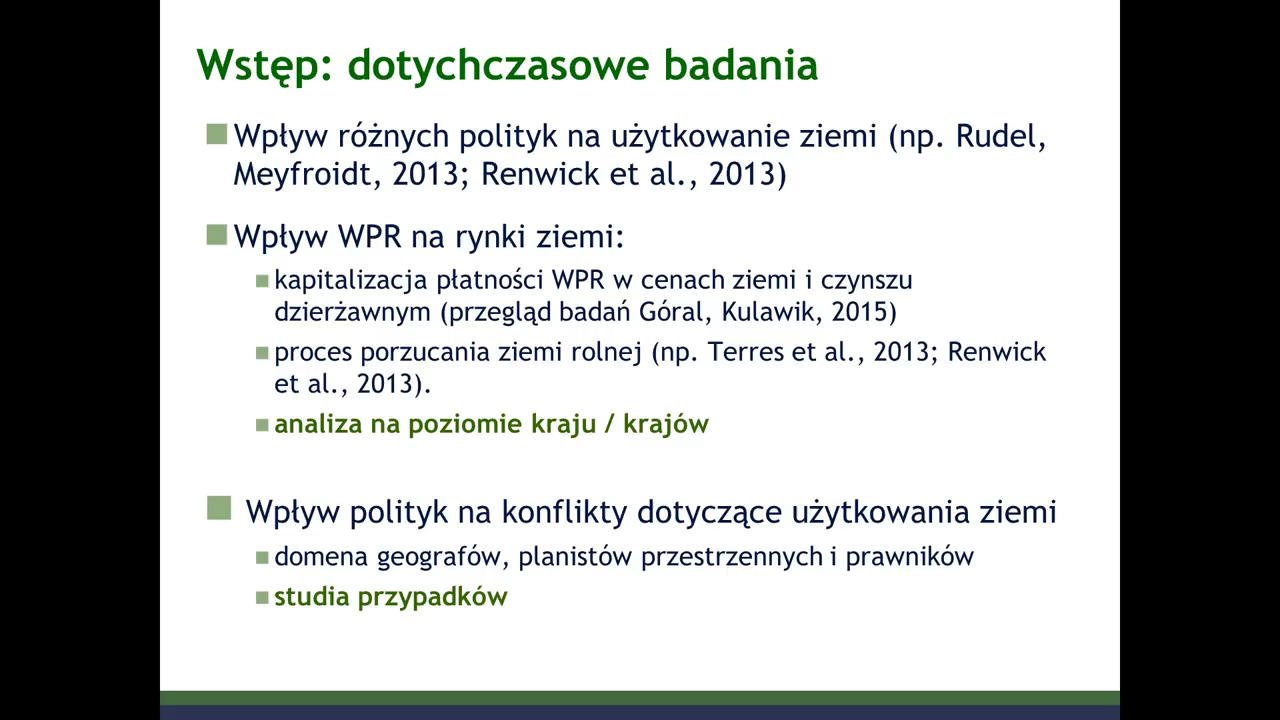 Wstęp: dotychczasowe badania
Wpływ różnych polityk na użytkowanie ziemi (np. Rudel,
Meyfroidt, 2013; Renwick et al., 2013)
Wpływ WPR na rynki ziemi:
kapitalizacja płatności WPR w cenach ziemi i czynszu
dzierżawnym (przegląd badań Góral, Kulawik, 2015)
proces porzucania ziemi rolnej (np. Terres et al., 2013; Renwick
et al., 2013).
analiza na poziomie kraju / krajów
Wpływ polityk na konflikty dotyczące użytkowania ziemi
domena geografów, planistów przestrzennych i prawników
studia przypadków